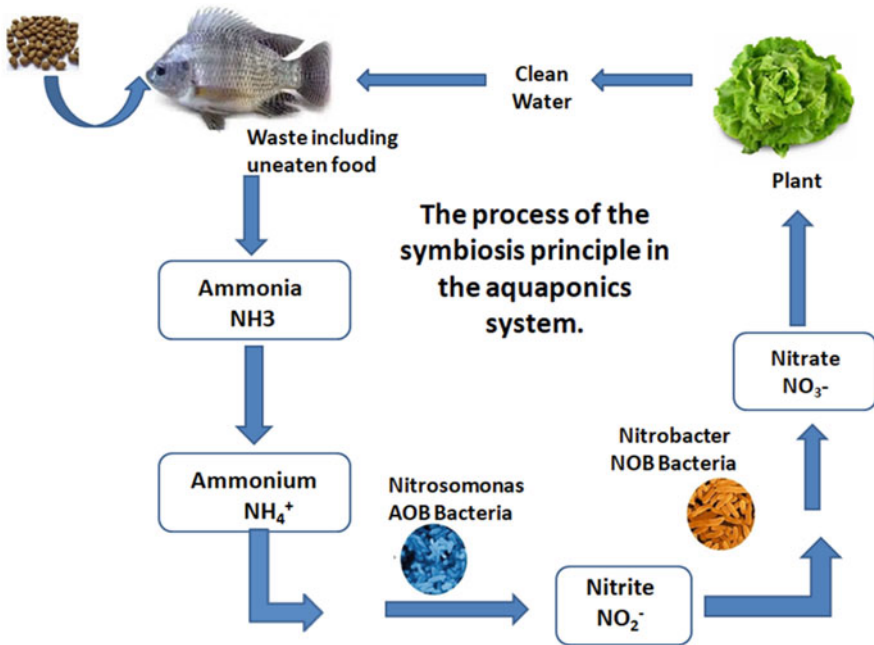 Clean
Water
Waste including
uneaten food
Plant
The process of the
symbiosis principle in
the aquaponics
system.
Ammonia
NH3
Nitrate
NO₃-
Nitrobacter
NOB Bacteria
Ammonium
NH₄⁺
Nitrosomonas
AOB Bacteria
Nitrite
NO₂⁻